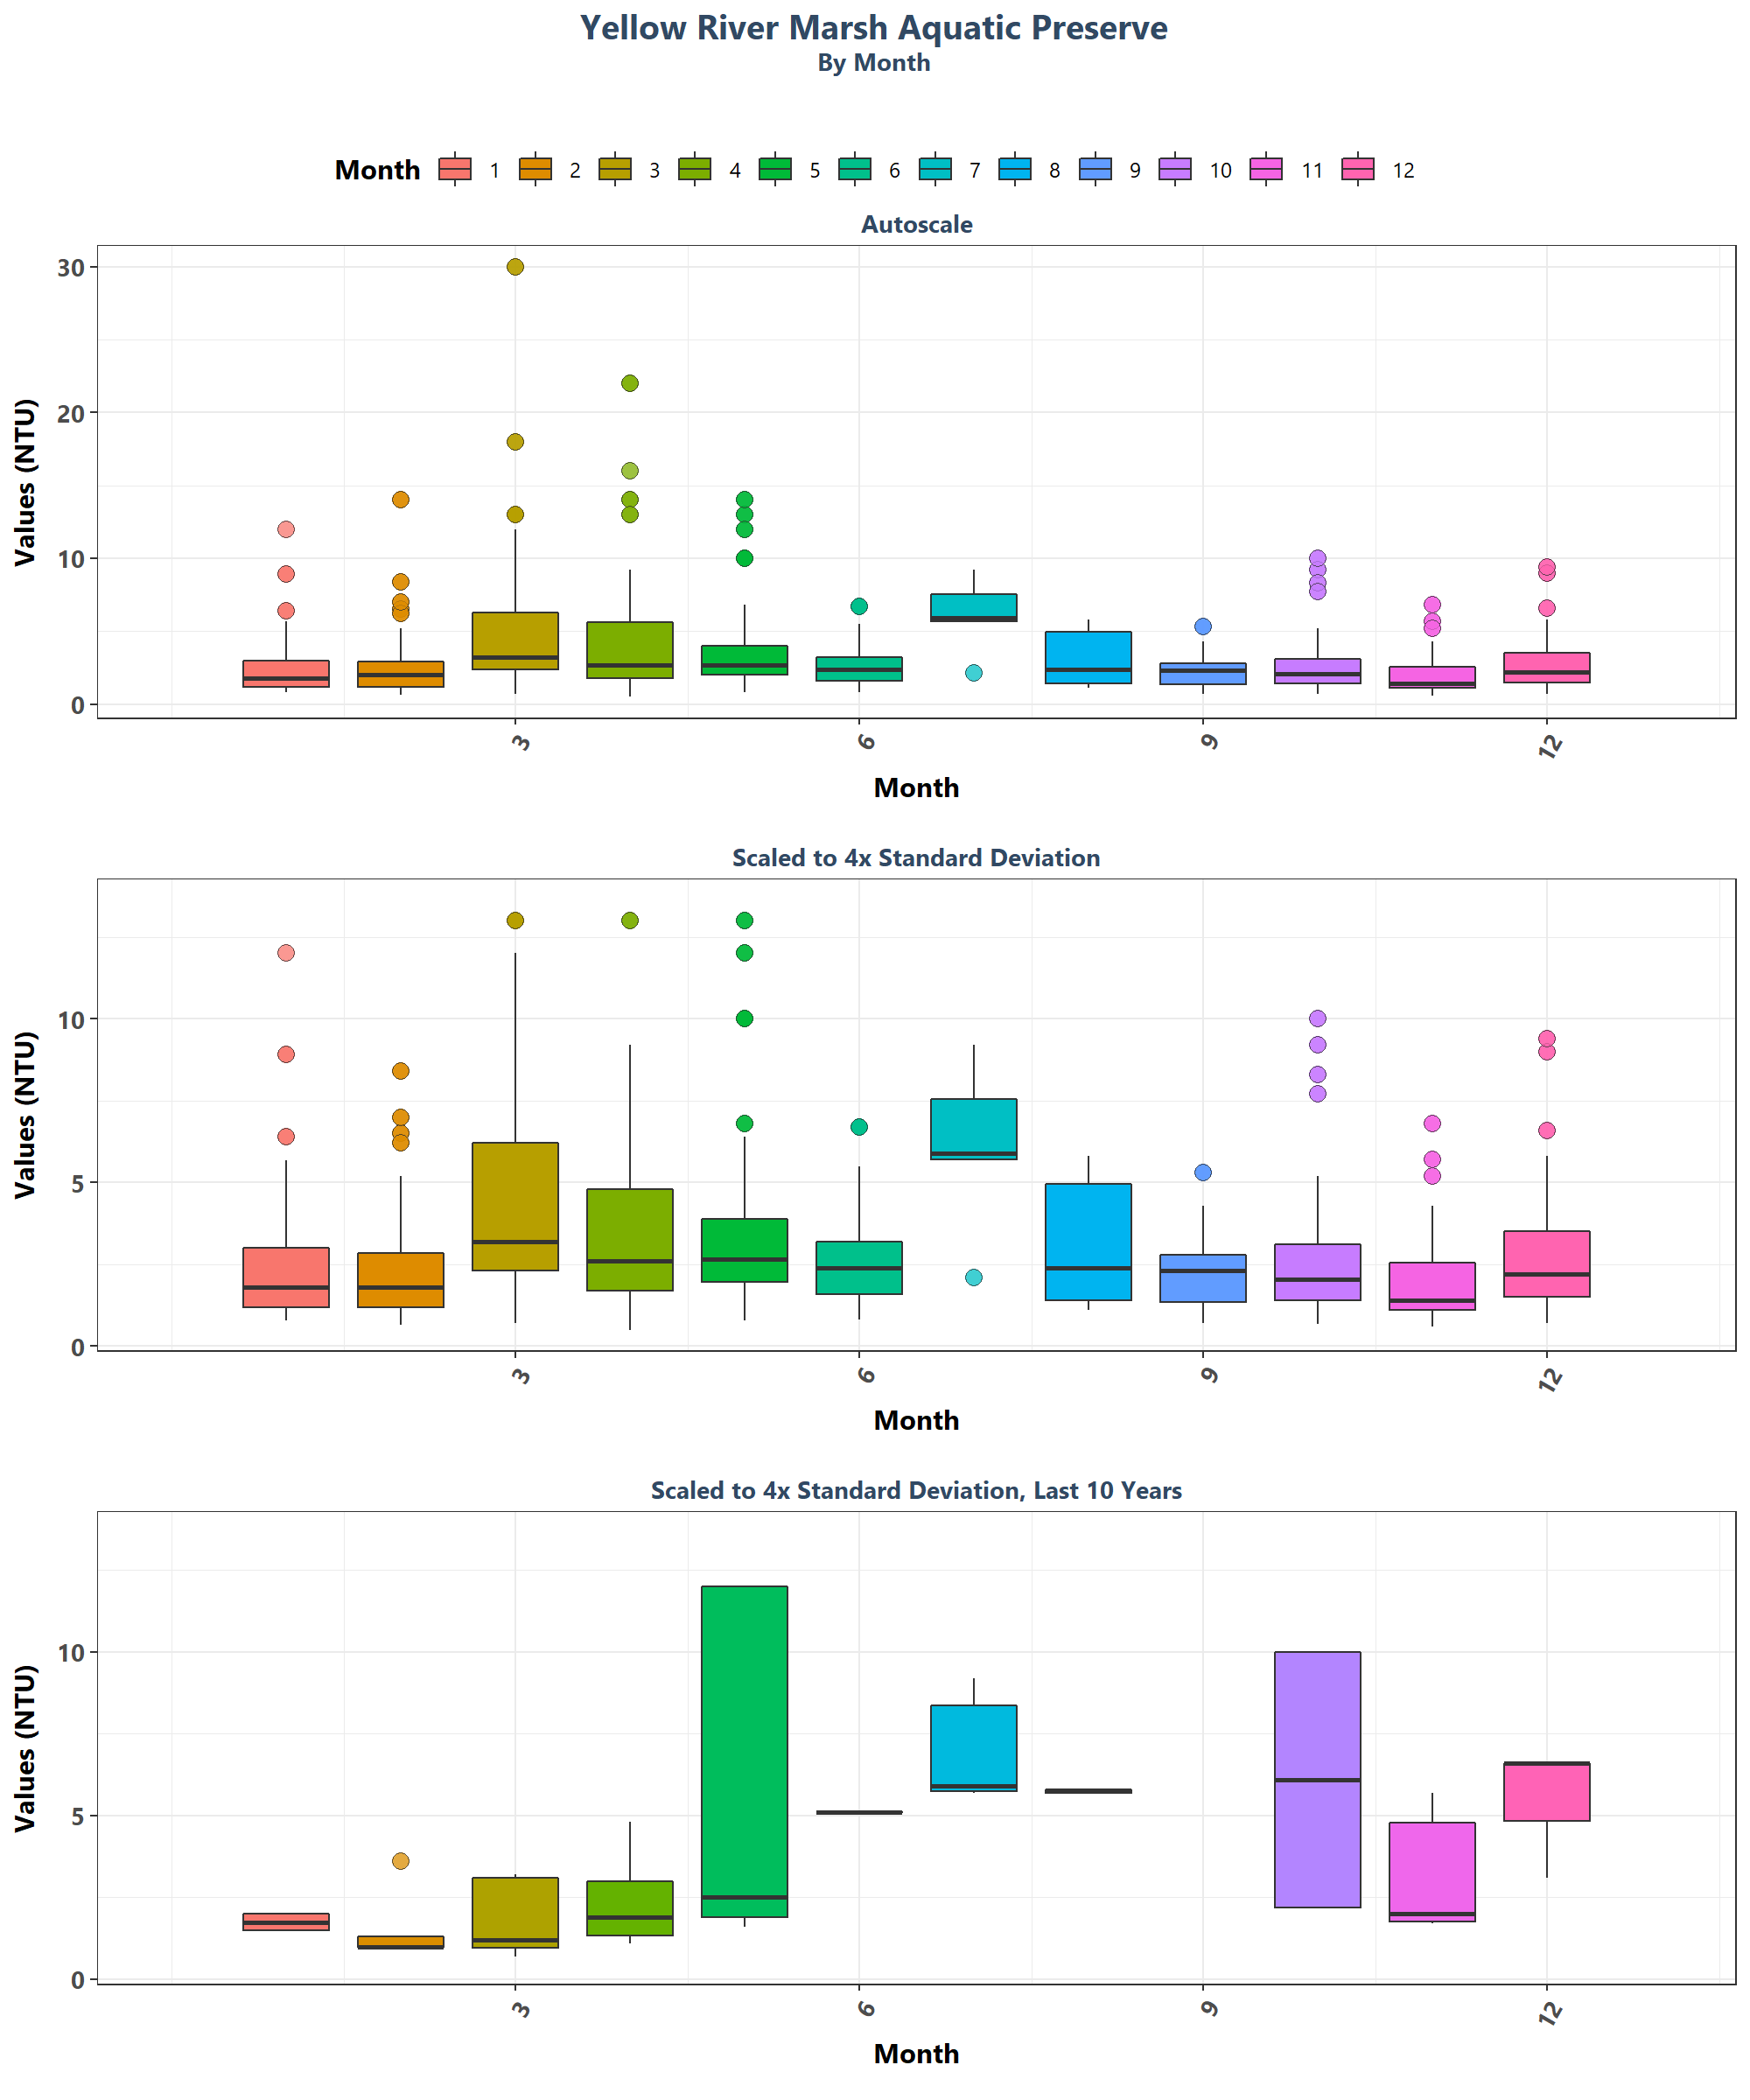 Yellow River Marsh Aquatic Preserve
By Month
Month 1 2 3 4 5 6 7 8 9 10 11 12
Autoscale
Values (NTU)
30
20
10
0
3 6 9 12
Month
Scaled to 4x Standard Deviation
Values (NTU)
10
5
0
3 6 9 12
Month
Scaled to 4x Standard Deviation, Last 10 Years
Values (NTU)
10
5
0
3 6 9 12
Month